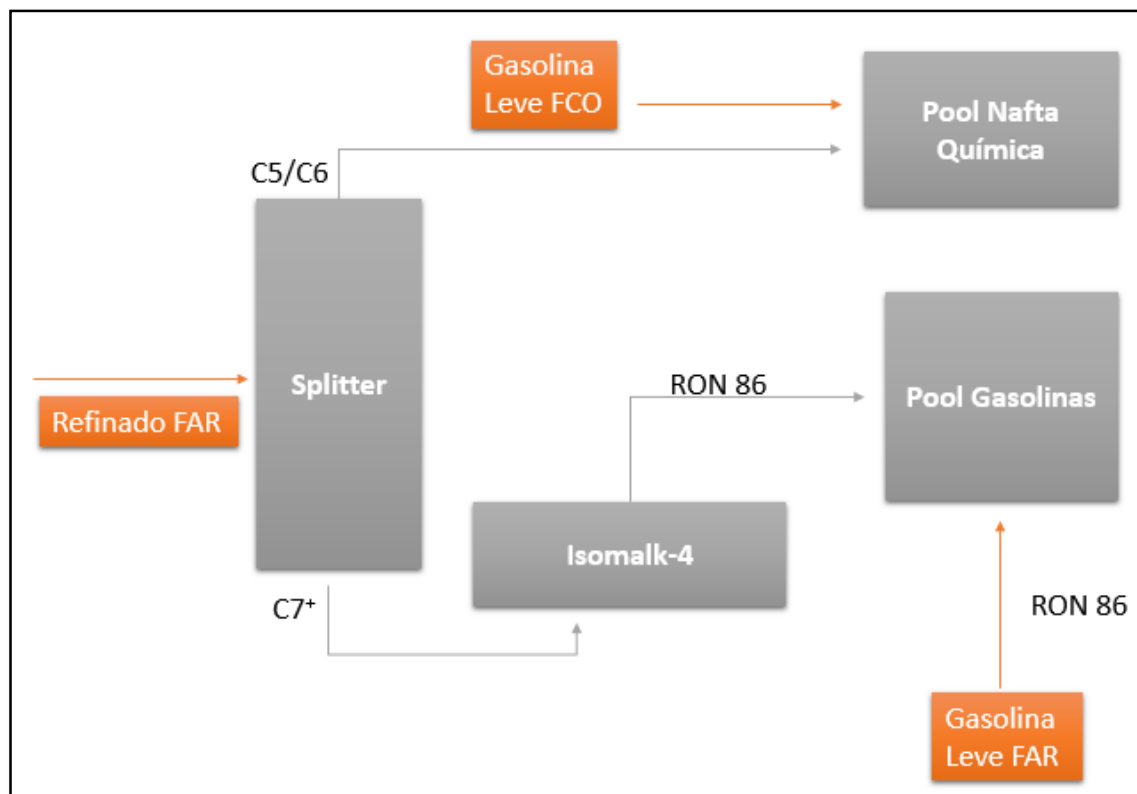 Gasolina
Leve FCO
Pool Nafta
Química
C5/C6
Splitter
Refinado FAR
RON 86
Pool Gasolinas
Isomalk-4
C7⁺
RON 86
Gasolina
Leve FAR